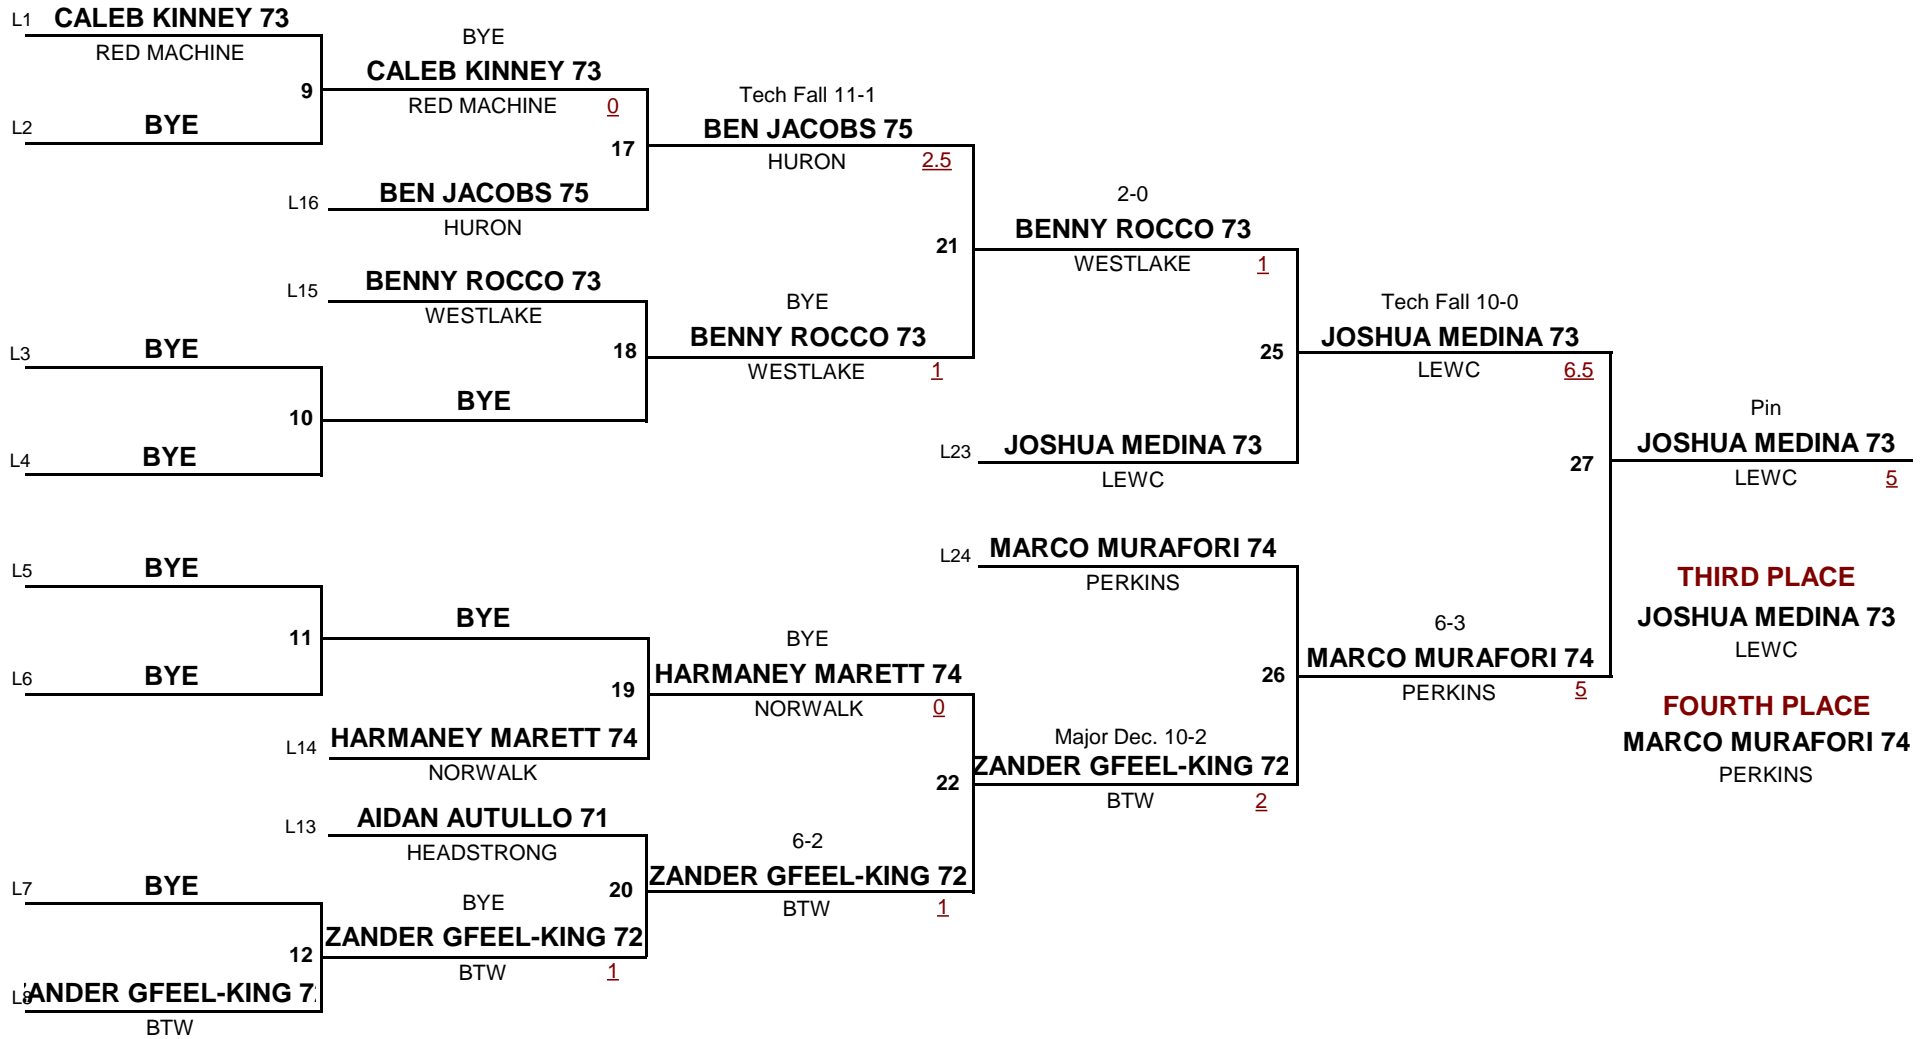 L1 CALEB KINNEY 73
RED MACHINE
9
L2 BYE
BYE
CALEB KINNEY 73
RED MACHINE 0
17
L16 BEN JACOBS 75
HURON
Tech Fall 11-1
BEN JACOBS 75
HURON 2.5
21
L15 BENNY ROCCO 73
WESTLAKE
18
BYE
BENNY ROCCO 73
WESTLAKE 1
L3 BYE
10
BYE
L4 BYE
2-0
BENNY ROCCO 73
WESTLAKE 1
25
L23 JOSHUA MEDINA 73
LEWC
Tech Fall 10-0
JOSHUA MEDINA 73
LEWC 6.5
27
Pin
JOSHUA MEDINA 73
LEWC 5
L5 BYE
11
BYE
L6 BYE
19
L14 HARMANEY MARETT 74
NORWALK
BYE
HARMANEY MARETT 74
NORWALK 0
22
L24 MARCO MURAFORI 74
PERKINS
26
6-3
MARCO MURAFORI 74
PERKINS 5
Major Dec. 10-2
ZANDER GFEEL-KING 72
BTW 2
L13 AIDAN AUTULLO 71
HEADSTRONG
20
6-2
ZANDER GFEEL-KING 72
BTW 1
L7 BYE
12
BYE
ZANDER GFEEL-KING 72
BTW 1
L8 ANDER GFEEL-KING 7
BTW
THIRD PLACE
JOSHUA MEDINA 73
LEWC
FOURTH PLACE
MARCO MURAFORI 74
PERKINS